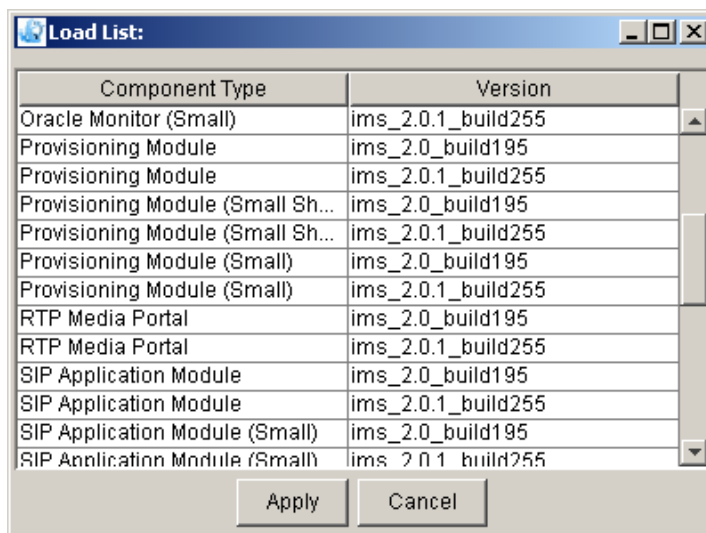 Load List:
Component Type Version
Oracle Monitor (Small) ims_2.0.1_build255
Provisioning Module ims_2.0_build195
Provisioning Module ims_2.0.1_build255
Provisioning Module (Small Sh... ims_2.0_build195
Provisioning Module (Small Sh... ims_2.0.1_build255
Provisioning Module (Small) ims_2.0_build195
Provisioning Module (Small) ims_2.0.1_build255
RTP Media Portal ims_2.0_build195
RTP Media Portal ims_2.0.1_build255
SIP Application Module ims_2.0_build195
SIP Application Module ims_2.0.1_build255
SIP Application Module (Small) ims_2.0_build195
SIP Application Module (Small) ims_2.0.1_build255
Apply Cancel